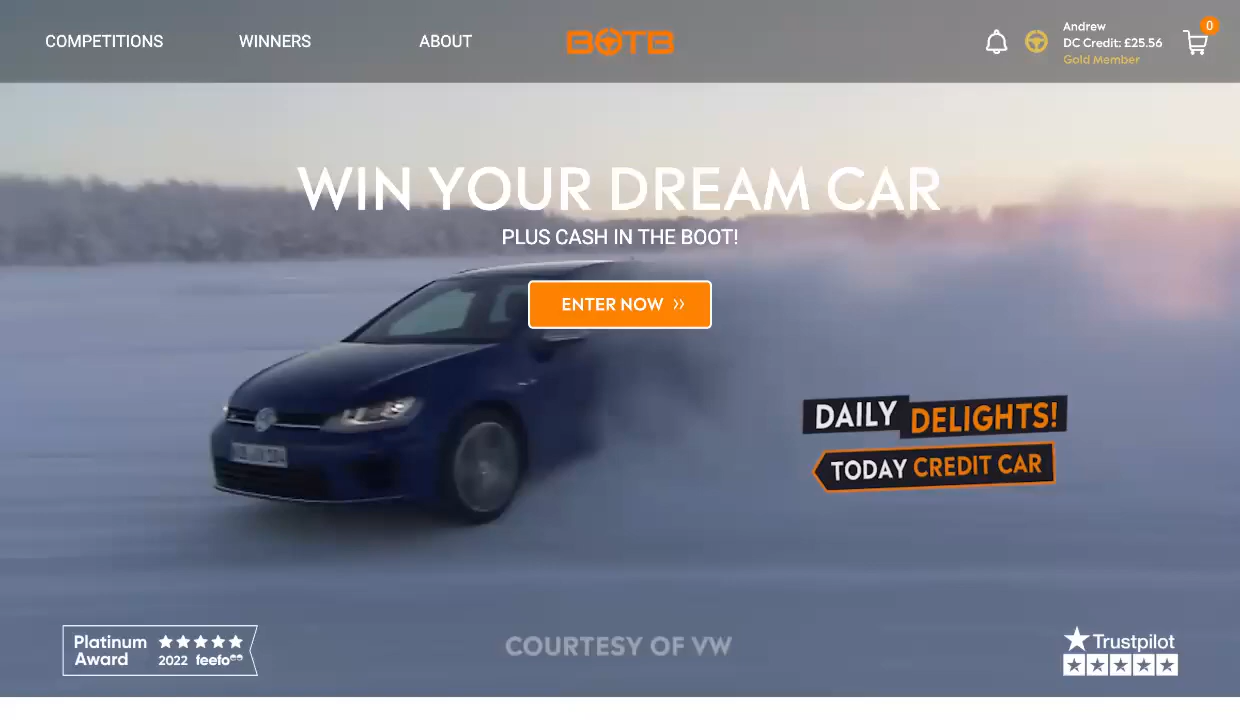 COMPETITIONS
WINNERS
ABOUT
BOTB
Andrew
DC Credit: £25.56
Gold Member
0
WIN YOUR DREAM CAR
PLUS CASH IN THE BOOT!
ENTER NOW »
DAILY DELIGHTS!
TODAY CREDIT CAR
Platinum
Award
2022 feefo
COURTESY OF VW
Trustpilot